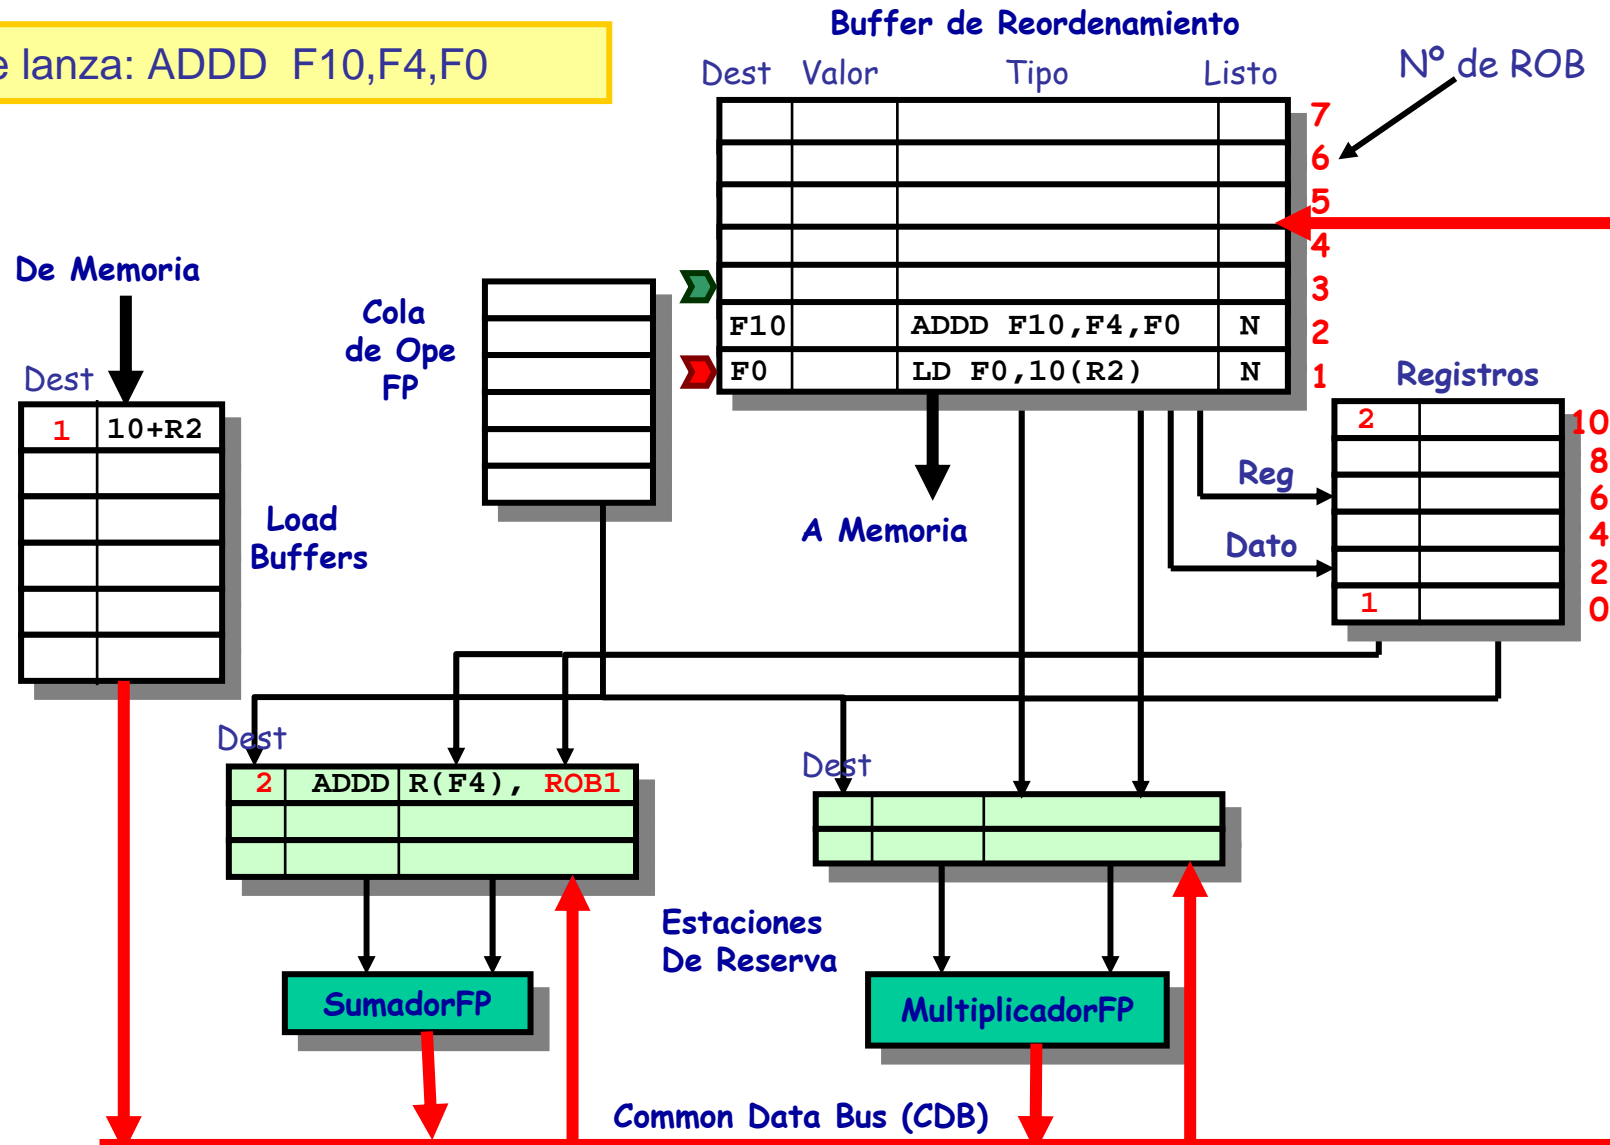 e lanza: ADDD F10,F4,F0
Buffer de Reordenamiento
Dest Valor Tipo Listo
Nº de ROB
7
6
5
4
3
F10 ADDD F10,F4,F0 N 2
F0 LD F0,10(R2) N 1
De Memoria
Dest
1 10+R2
Load
Buffers
Cola
de Ope
FP
A Memoria
Reg
Dato
Registros
2 10
8
6
4
2
1 0
Dest
2 ADDD R(F4), ROB1
Dest
Estaciones
De Reserva
SumadorFP
MultiplicadorFP
Common Data Bus (CDB)